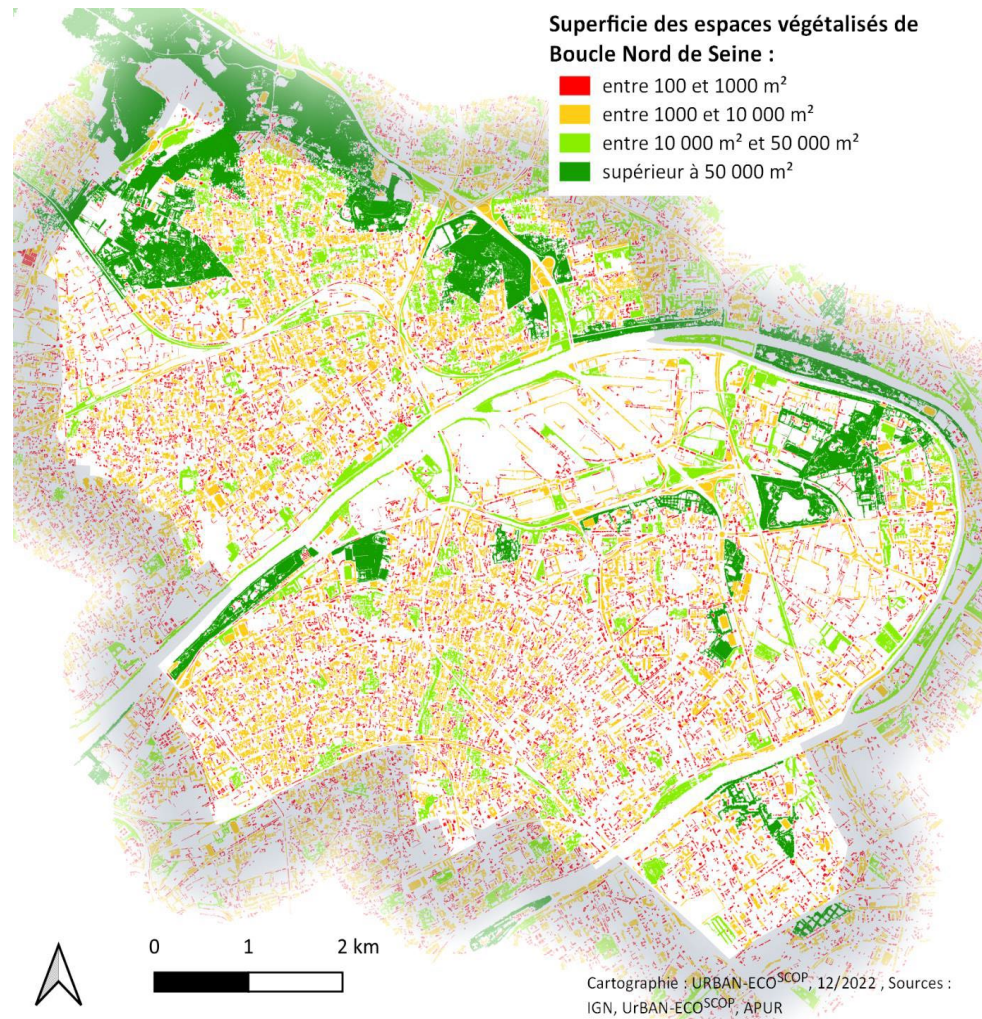 Superficie des espaces végétalisés de
Boucle Nord de Seine :
entre 100 et 1000 m²
entre 1000 et 10 000 m²
entre 10 000 m² et 50 000 m²
supérieur à 50 000 m²
0 1 2 km
Cartographie : URBAN-ECOSCOP, 12/2022 , Sources :
IGN, UrBAN-ECOSCOP, APUR